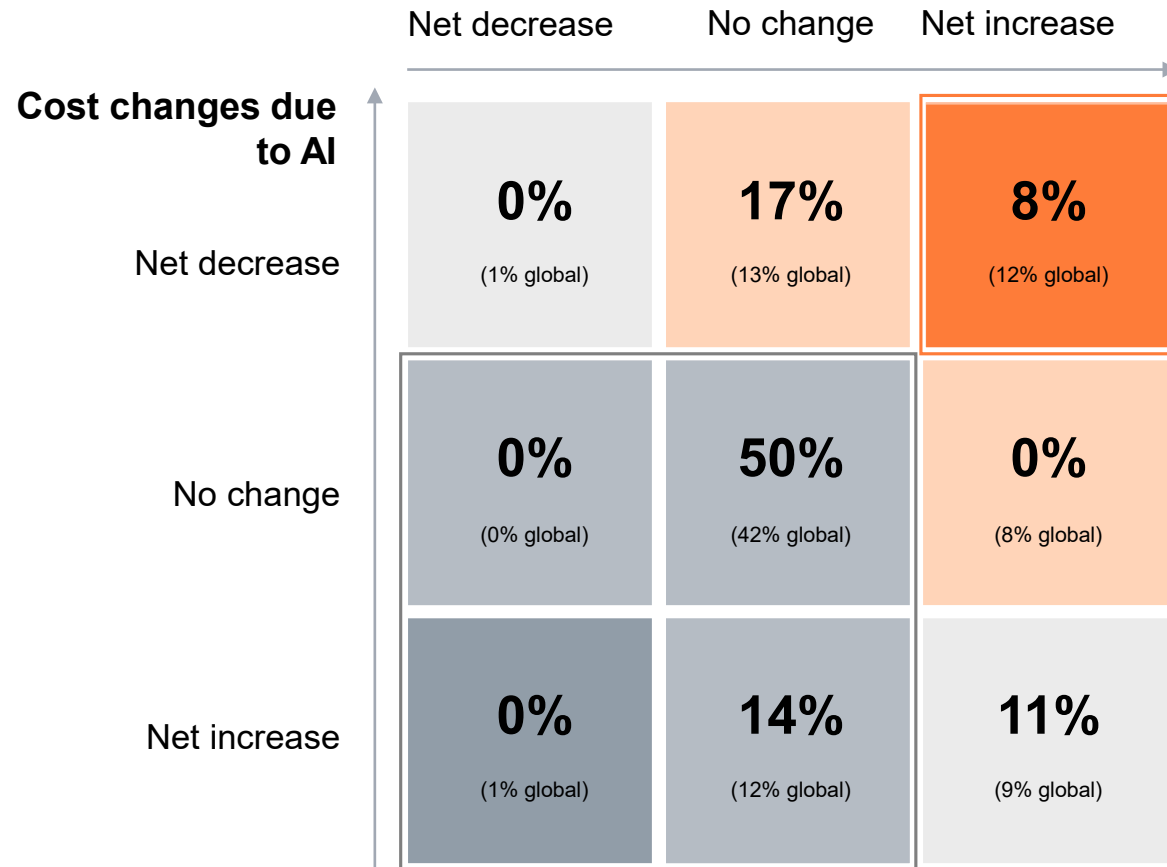 Net decrease No change Net increase
Cost changes due
to AI
0% 17% 8%
Net decrease (1% global) (13% global) (12% global)
0% 50% 0%
No change (0% global) (42% global) (8% global)
0% 14% 11%
Net increase (1% global) (12% global) (9% global)